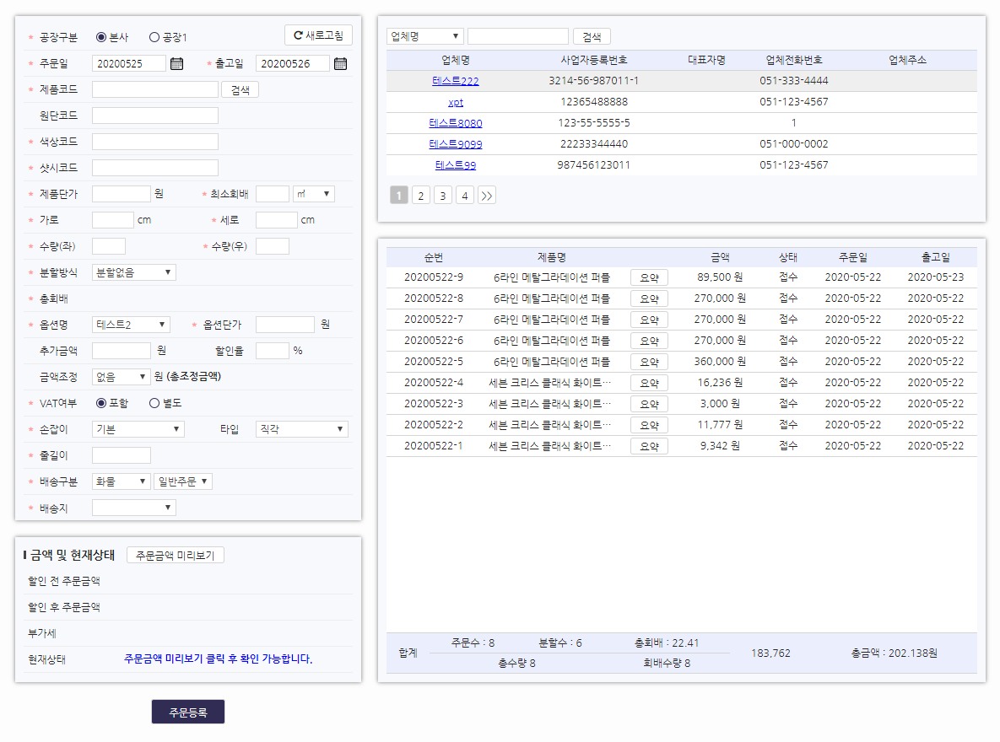 * 공장구분 본사 공장1 새로고침
* 주문일 20200525 * 출고일 20200526
* 제품코드 검색
원단코드
* 색상코드
* 샷시코드
* 제품단가 원 * 최소회배 ㎡
* 가로 cm * 세로 cm
* 수량(좌) * 수량(우)
* 분할방식 분할없음
* 총회배
* 옵션명 테스트2 * 옵션단가 원
추가금액 원 할인율 %
금액조정 없음 원 (총조정금액)
* VAT여부 포함 별도
* 손잡이 기본 타입 직각
* 줄길이
* 배송구분 화물 일반주문
* 배송지
금액 및 현재상태 주문금액 미리보기
할인 전 주문금액
할인 후 주문금액
부가세
현재상태 주문금액 미리보기 클릭 후 확인 가능합니다.
주문등록
업체명 검색
업체명 사업자등록번호 대표자명 업체전화번호 업체주소
테스트222 3214-56-987011-1 051-333-4444
xpt 12365488888 051-123-4567
테스트8080 123-55-5555-5 1
테스트9099 22233344440 051-000-0002
테스트99 987456123011 051-123-4567
1 2 3 4 >>
순번 제품명 금액 상태 주문일 출고일
20200522-9 6라인 메탈그라데이션 퍼플 요약 89,500 원 접수 2020-05-22 2020-05-23
20200522-8 6라인 메탈그라데이션 퍼플 요약 270,000 원 접수 2020-05-22 2020-05-22
20200522-7 6라인 메탈그라데이션 퍼플 요약 270,000 원 접수 2020-05-22 2020-05-22
20200522-6 6라인 메탈그라데이션 퍼플 요약 270,000 원 접수 2020-05-22 2020-05-22
20200522-5 6라인 메탈그라데이션 퍼플 요약 360,000 원 접수 2020-05-22 2020-05-22
20200522-4 세븐 크리스 클래식 화이트… 요약 16,236 원 접수 2020-05-22 2020-05-22
20200522-3 세븐 크리스 클래식 화이트… 요약 3,000 원 접수 2020-05-22 2020-05-22
20200522-2 세븐 크리스 클래식 화이트… 요약 11,777 원 접수 2020-05-22 2020-05-22
20200522-1 세븐 크리스 클래식 화이트… 요약 9,342 원 접수 2020-05-22 2020-05-22
합계 주문수 : 8 분할수 : 6 총회배 : 22.41 183,762 총금액 : 202.138원
총수량 8 회배수량 8